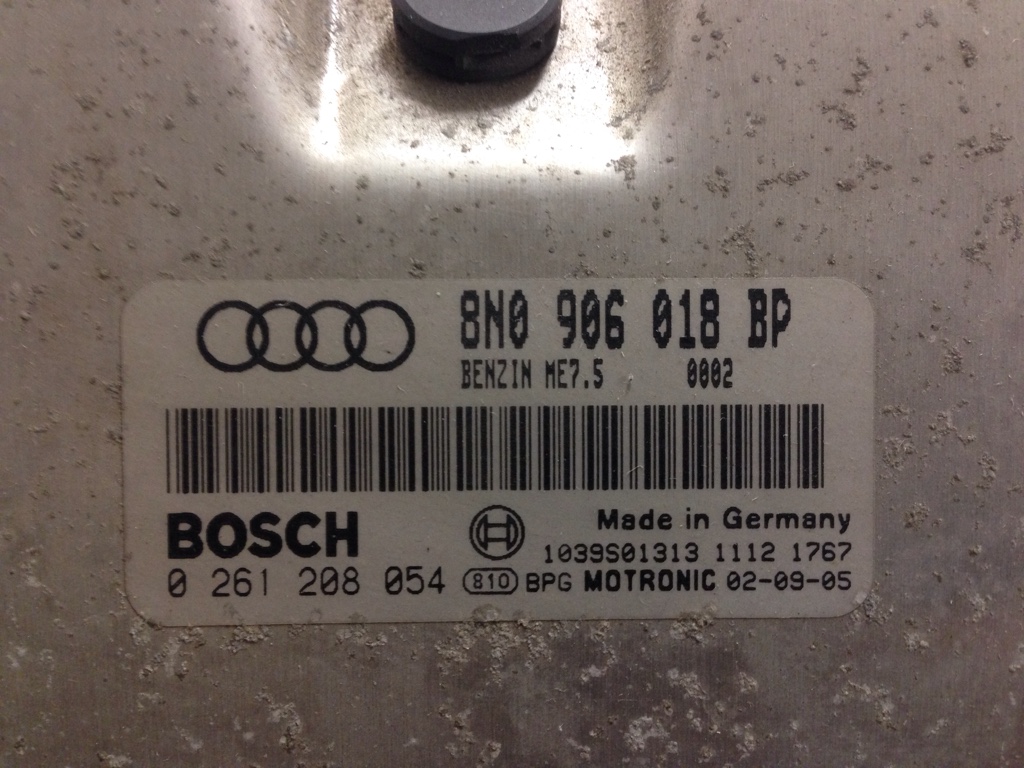 8N0 906 018 BP
BENZIN ME7.5 0002
BOSCH
Made in Germany
1039S01313 1112 1767
0 261 208 054 810 BPG MOTRONIC 02-09-05